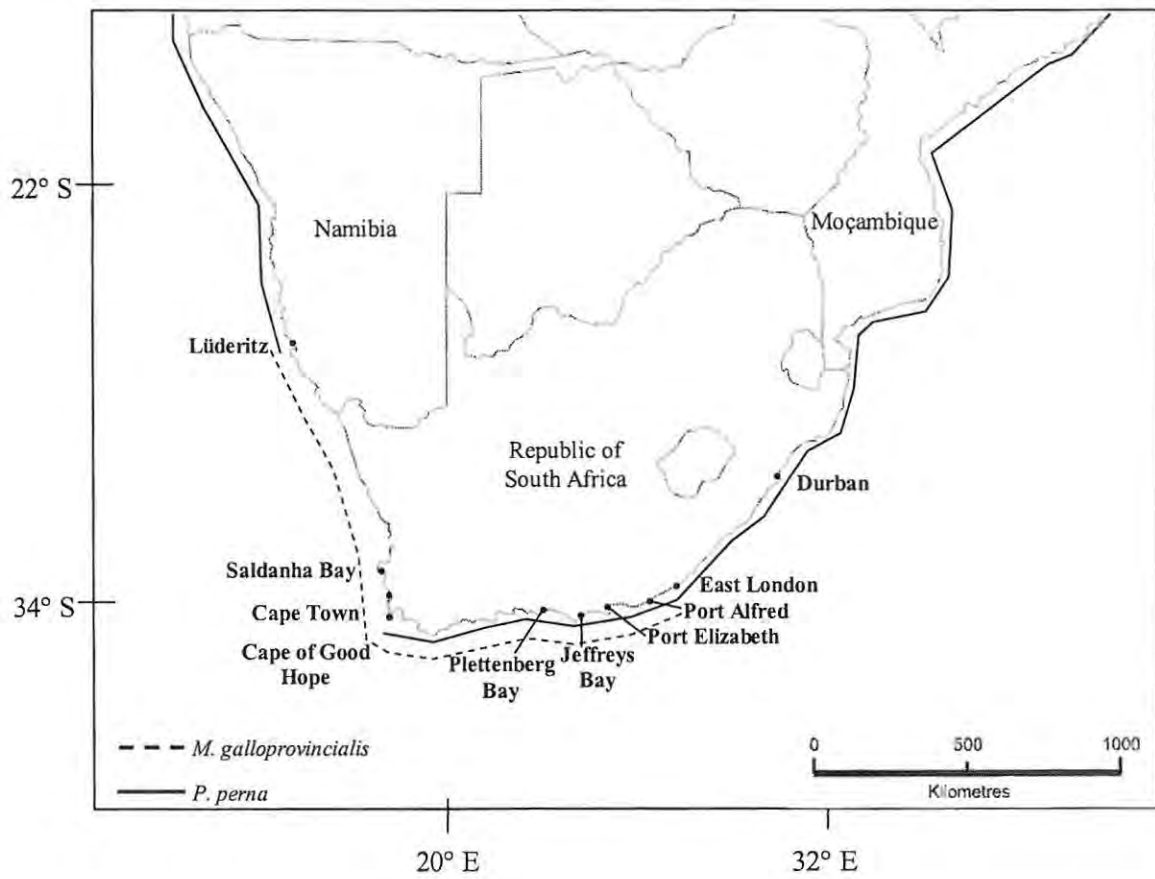 22° S
Namibia
Moçambique
Lüderitz
Republic of
South Africa
Durban
Saldanha Bay
34° S
Cape Town
East London
Port Alfred
Port Elizabeth
Cape of Good
Hope
Plettenberg
Bay
Jeffreys
Bay
M. galloprovincialis
P. perna
0 500 1000
Kilometres
20° E
32° E